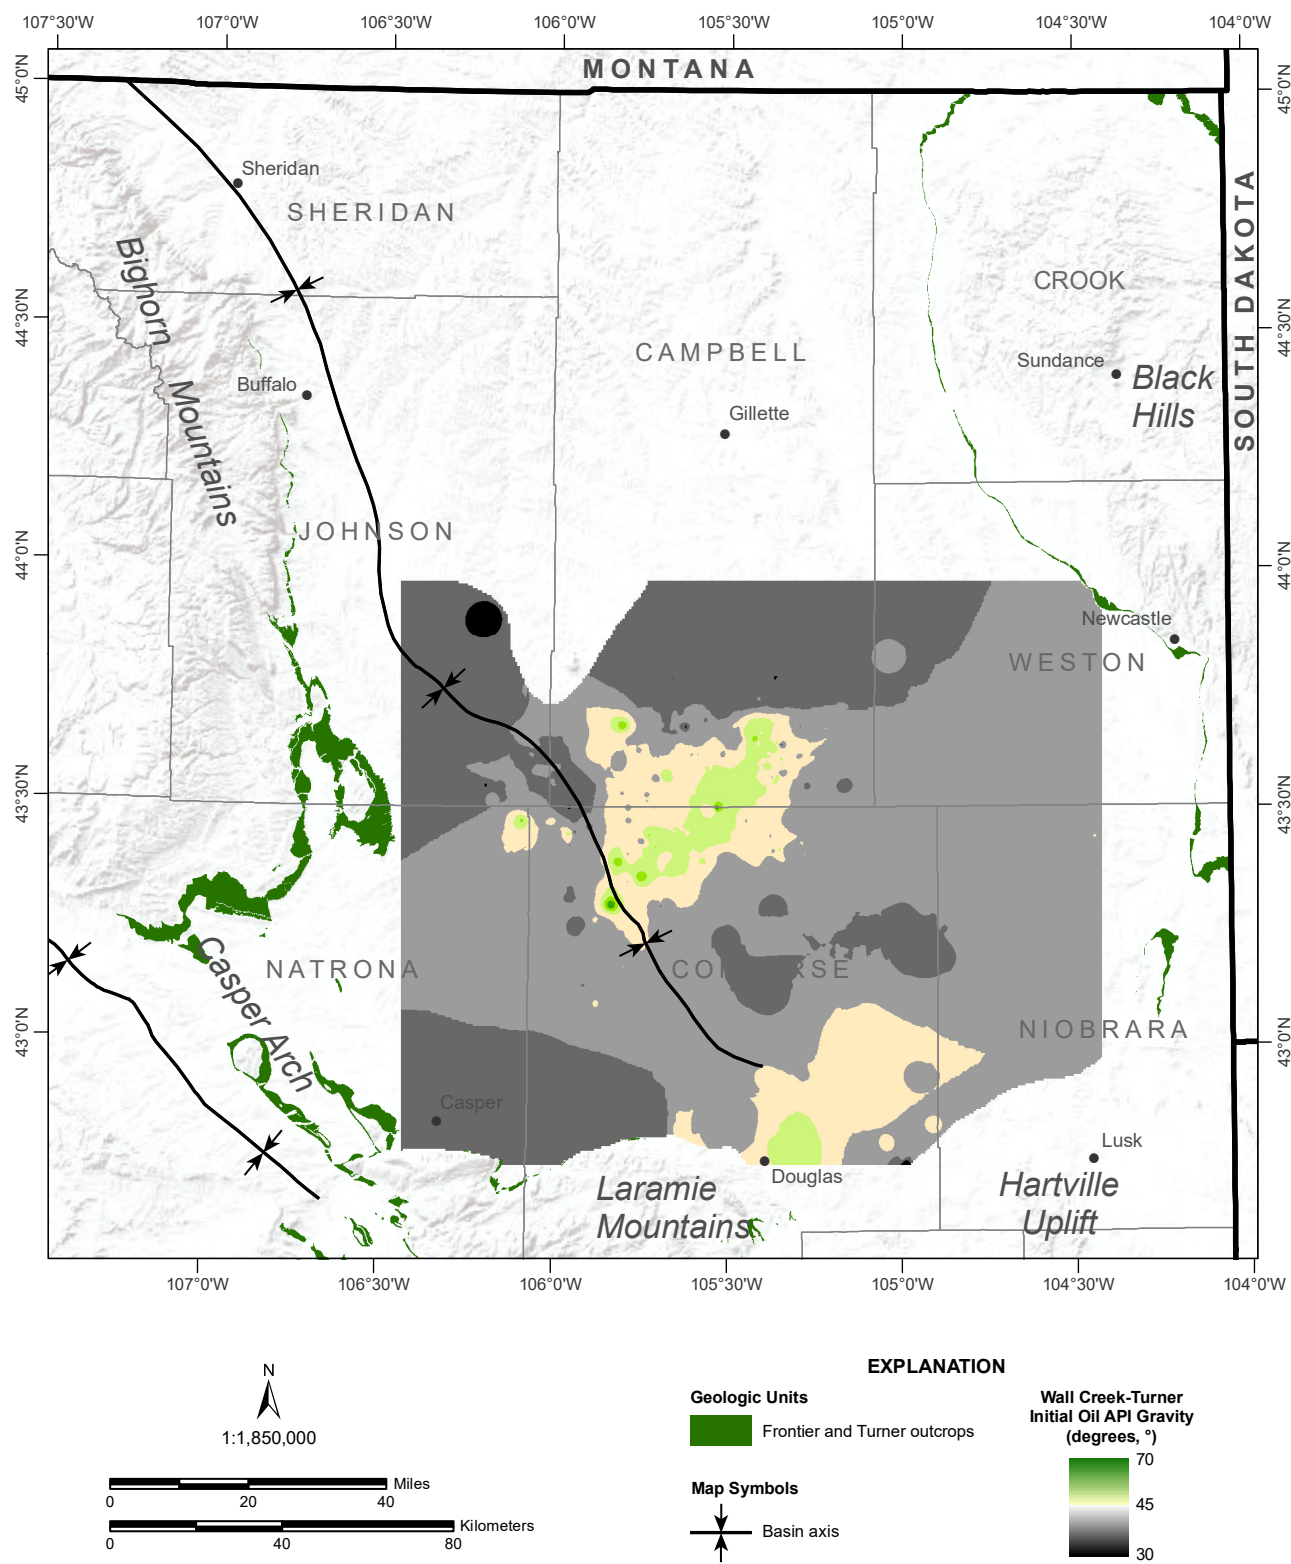 107°30'W 107°0'W 106°30'W 106°0'W 105°30'W 105°0'W 104°30'W 104°0'W
MONTANA
45°0'N
45°0'N
Sheridan
SHERIDAN
SOUTH DAKOTA
Bighorn
Mountains
CROOK
44°30'N
44°30'N
CAMPBELL
Sundance
Black
Hills
Buffalo
Gillette
JOHNSON
44°0'N
44°0'N
Newcastle
WESTON
43°30'N
43°30'N
NATRONA
Casper Arch
CONVERSE
NIOBRARA
43°0'N
43°0'N
Casper
Lusk
Douglas
Laramie
Mountains
Hartville
Uplift
107°0'W 106°30'W 106°0'W 105°30'W 105°0'W 104°30'W 104°0'W
N
1:1,850,000
Miles
0 20 40
Kilometers
0 40 80
EXPLANATION
Geologic Units
Frontier and Turner outcrops
Map Symbols
Basin axis
Wall Creek-Turner
Initial Oil API Gravity
(degrees, °)
70
45
30